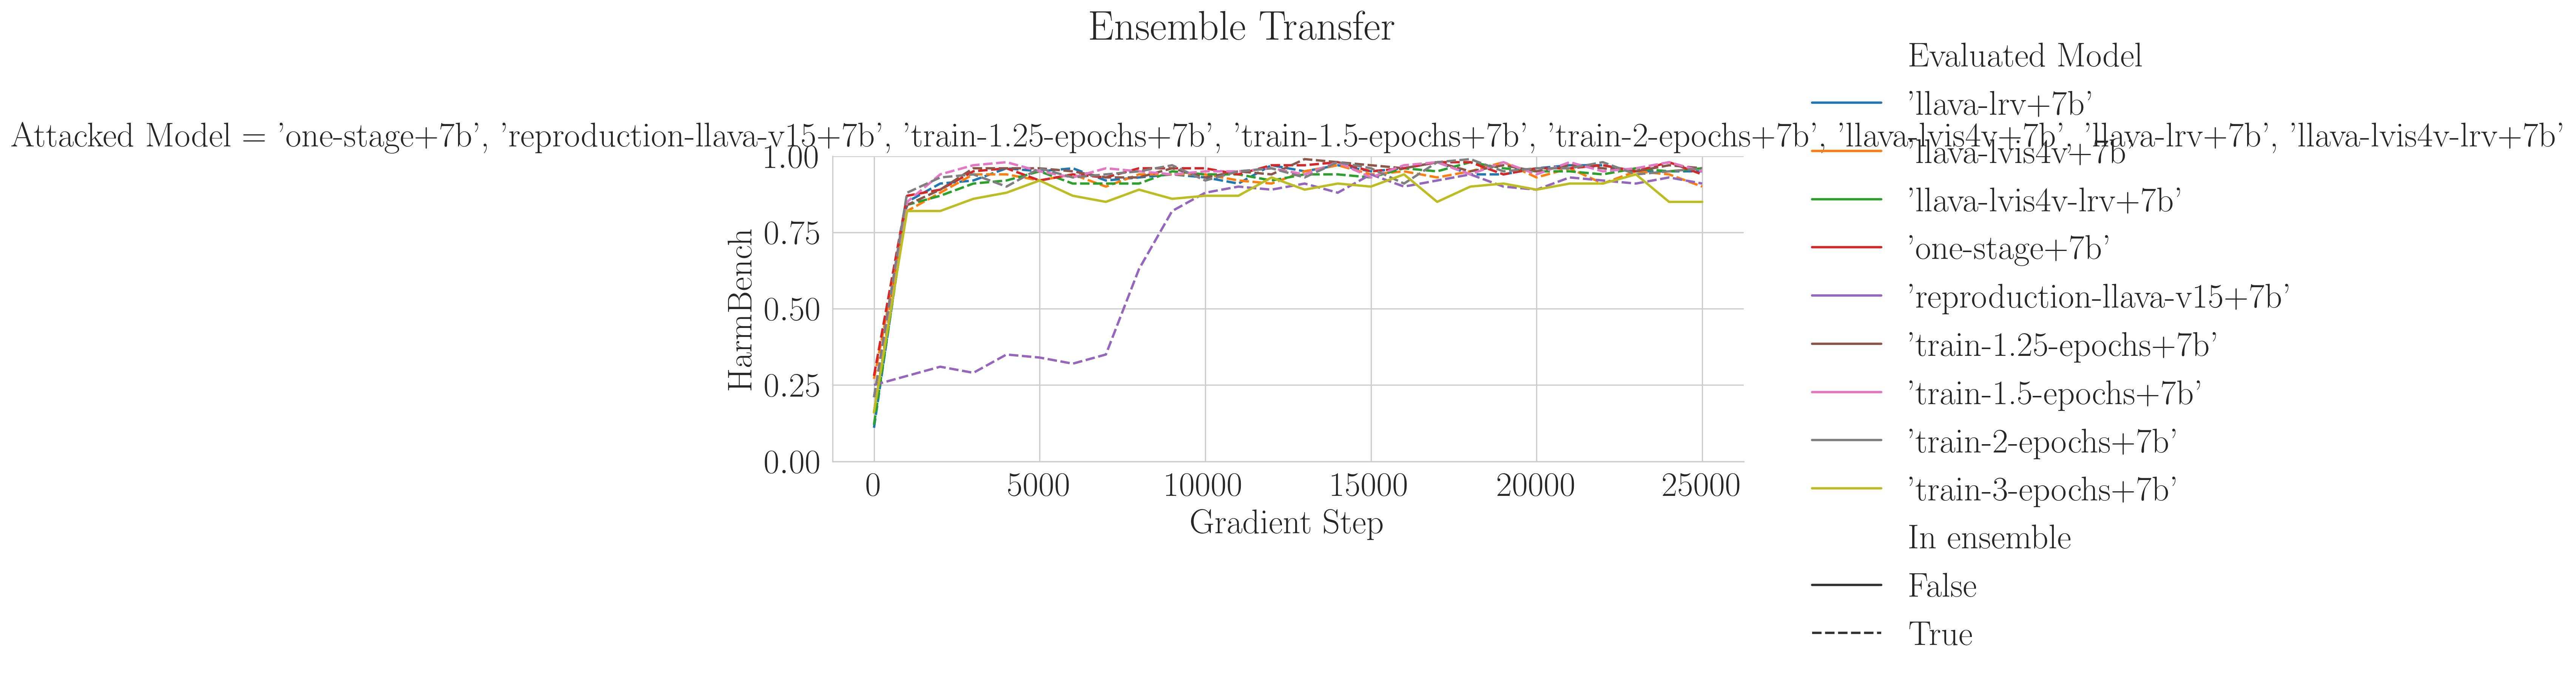 Ensemble Transfer
Attacked Model = 'one-stage+7b', 'reproduction-llava-v15+7b', 'train-1.25-epochs+7b', 'train-1.5-epochs+7b', 'train-2-epochs+7b', 'llava-lvis4v+7b', 'llava-lrv+7b', 'llava-lvis4v-lrv+7b'
1.00
0.75
0.50
0.25
0.00
HarmBench
0
5000
10000
15000
20000
25000
Gradient Step
Evaluated Model
'llava-lrv+7b'
'llava-lvis4v+7b'
'llava-lvis4v-lrv+7b'
'one-stage+7b'
'reproduction-llava-v15+7b'
'train-1.25-epochs+7b'
'train-1.5-epochs+7b'
'train-2-epochs+7b'
'train-3-epochs+7b'
In ensemble
False
True